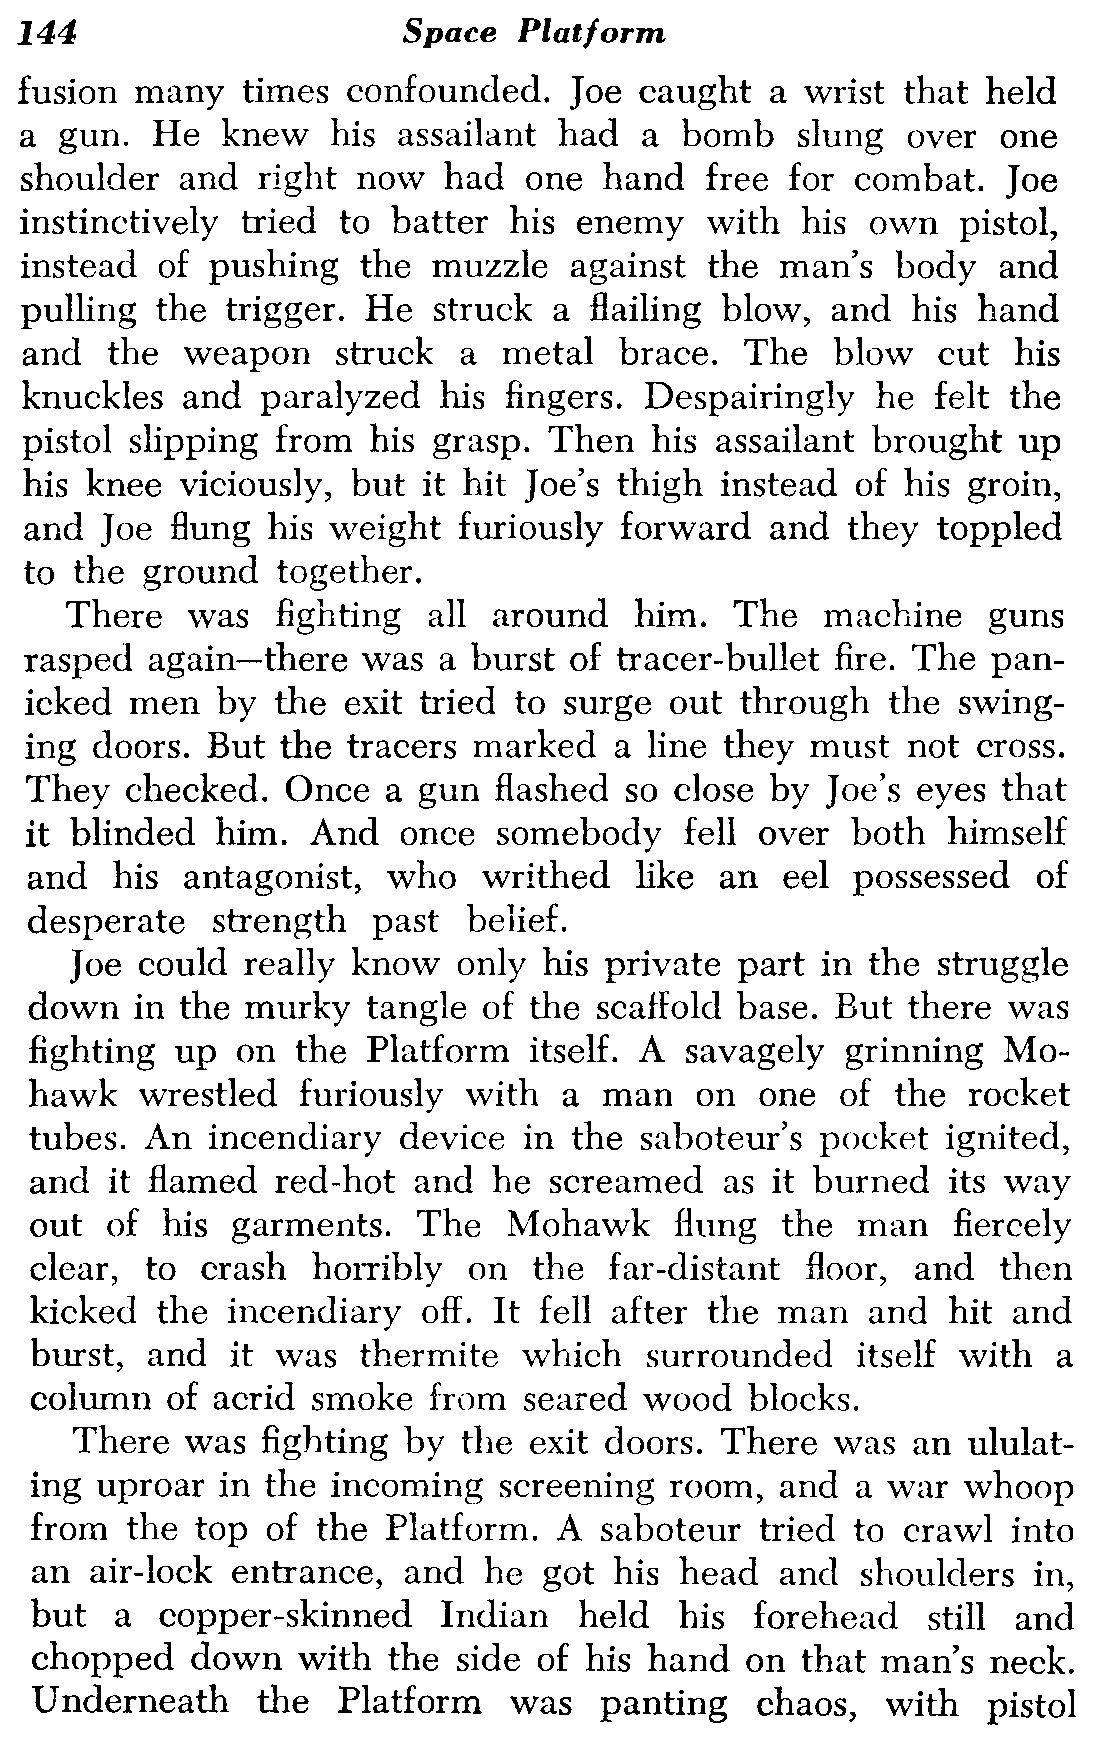 144 Space Platform
fusion many times confounded. Joe caught a wrist that held
a gun. He knew his assailant had a bomb slung over one
shoulder and right now had one hand free for combat. Joe
instinctively tried to batter his enemy with his own pistol,
instead of pushing the muzzle against the man's body and
pulling the trigger. He struck a flailing blow, and his hand
and the weapon struck a metal brace. The blow cut his
knuckles and paralyzed his fingers. Despairingly he felt the
pistol slipping from his grasp. Then his assailant brought up
his knee viciously, but it hit Joe's thigh instead of his groin,
and Joe flung his weight furiously forward and they toppled
to the ground together.
There was fighting all around him. The machine guns
rasped again—there was a burst of tracer-bullet fire. The pan-
icked men by the exit tried to surge out through the swing-
ing doors. But the tracers marked a line they must not cross.
They checked. Once a gun flashed so close by Joe's eyes that
it blinded him. And once somebody fell over both himself
and his antagonist, who writhed like an eel possessed of
desperate strength past belief.
Joe could really know only his private part in the struggle
down in the murky tangle of the scaffold base. But there was
fighting up on the Platform itself. A savagely grinning Mo-
hawk wrestled furiously with a man on one of the rocket
tubes. An incendiary device in the saboteur's pocket ignited,
and it flamed red-hot and he screamed as it burned its way
out of his garments. The Mohawk flung the man fiercely
clear, to crash horribly on the far-distant floor, and then
kicked the incendiary off. It fell after the man and hit and
burst, and it was thermite which surrounded itself with a
column of acrid smoke from seared wood blocks.
There was fighting by the exit doors. There was an ululat-
ing uproar in the incoming screening room, and a war whoop
from the top of the Platform. A saboteur tried to crawl into
an air-lock entrance, and he got his head and shoulders in,
but a copper-skinned Indian held his forehead still and
chopped down with the side of his hand on that man's neck.
Underneath the Platform was panting chaos, with pistol